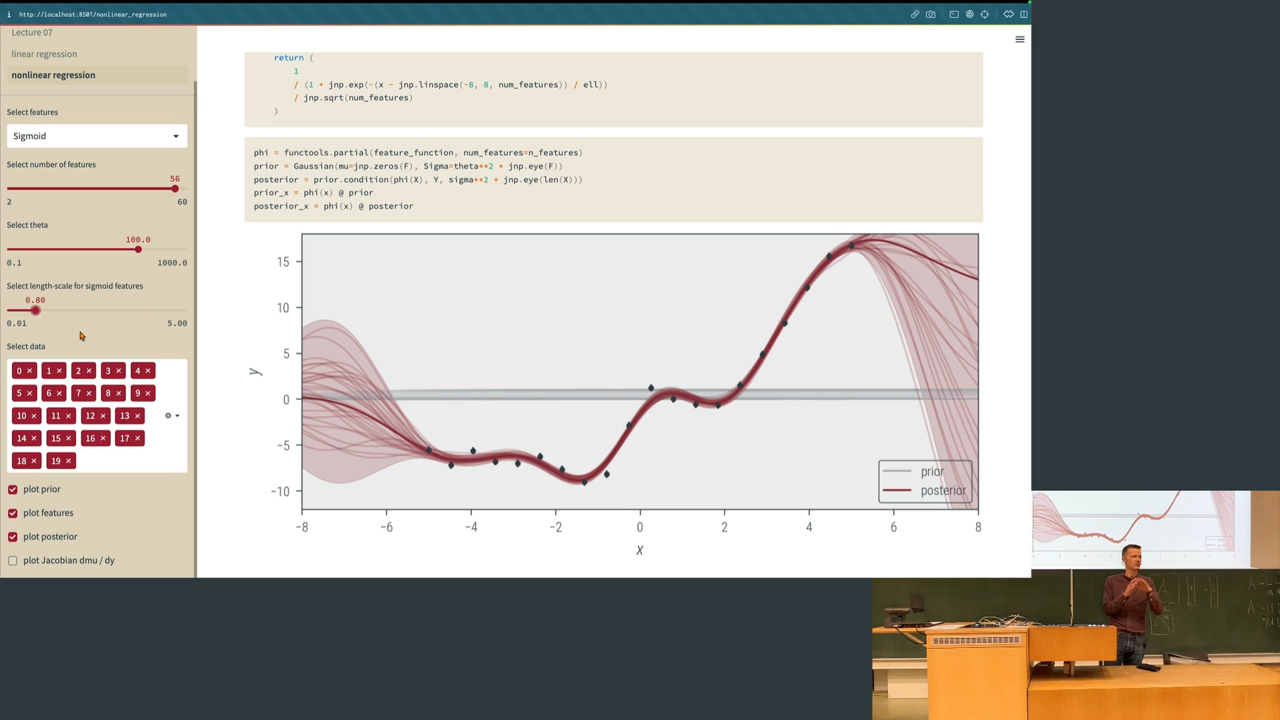 http://localhost:8501/nonlinear_regression
Lecture 07
linear regression
nonlinear regression
Select features
Sigmoid
Select number of features
56
2 60
Select theta
100.0
0.1 1000.0
Select length-scale for sigmoid features
0.80
0.01 5.00
Select data
0 × 1 × 2 × 3 × 4 ×
5 × 6 × 7 × 8 × 9 ×
10 × 11 × 12 × 13 ×
14 × 15 × 16 × 17 ×
18 × 19 ×
plot prior
plot features
plot posterior
plot Jacobian dmu / dy
return (
1
/ (1 + jnp.exp(-(x - jnp.linspace(-8, 8, num_features)) / ell))
/ jnp.sqrt(num_features)
)
phi = functools.partial(feature_function, num_features=n_features)
prior = Gaussian(mu=jnp.zeros(F), Sigma=theta**2 * jnp.eye(F))
posterior = prior.condition(phi(X), Y, sigma**2 * jnp.eye(len(X)))
prior_x = phi(x) @ prior
posterior_x = phi(x) @ posterior
15
10
5
0
−5
−10
y
−8 −6 −4 −2 0 2 4 6 8
x
prior
posterior